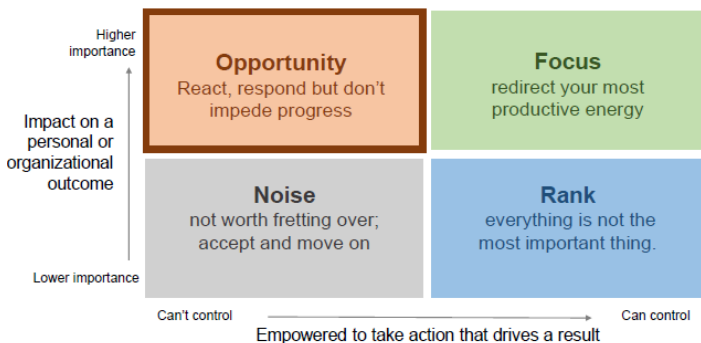 Higher
importance
Impact on a
personal or
organizational
outcome
Lower importance
Opportunity
React, respond but don't
impede progress
Focus
redirect your most
productive energy
Noise
not worth fretting over;
accept and move on
Rank
everything is not the
most important thing.
Can't control
Can control
Empowered to take action that drives a result